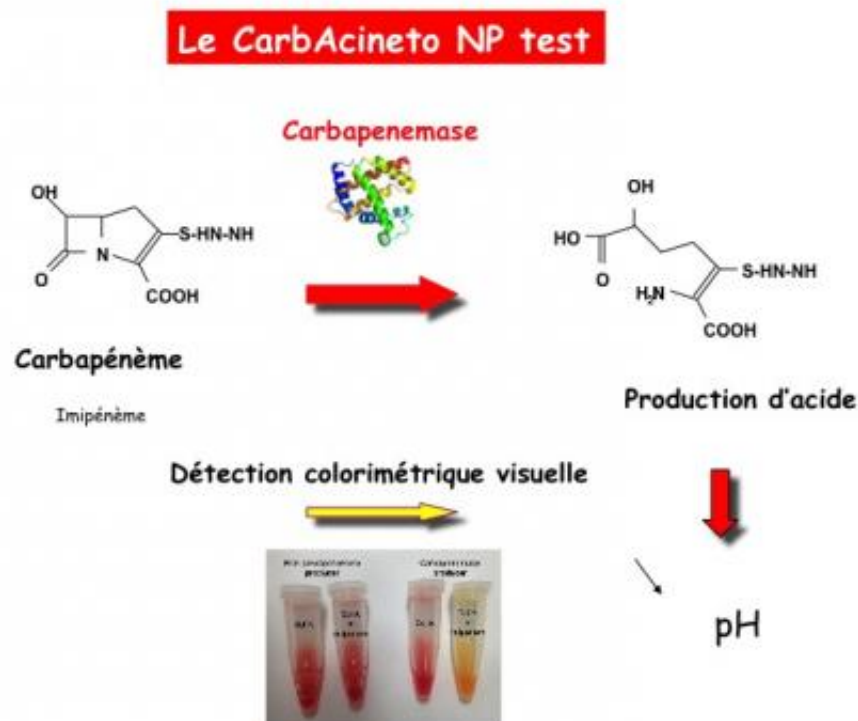 Le CarbAcineto NP test
Carbapenemase
OH
N
O
S-HN-NH
COOH
Carbapénème
Imipénème
OH
HO
O
H₂N
S-HN-NH
COOH
Production d'acide
Détection colorimétrique visuelle
pH